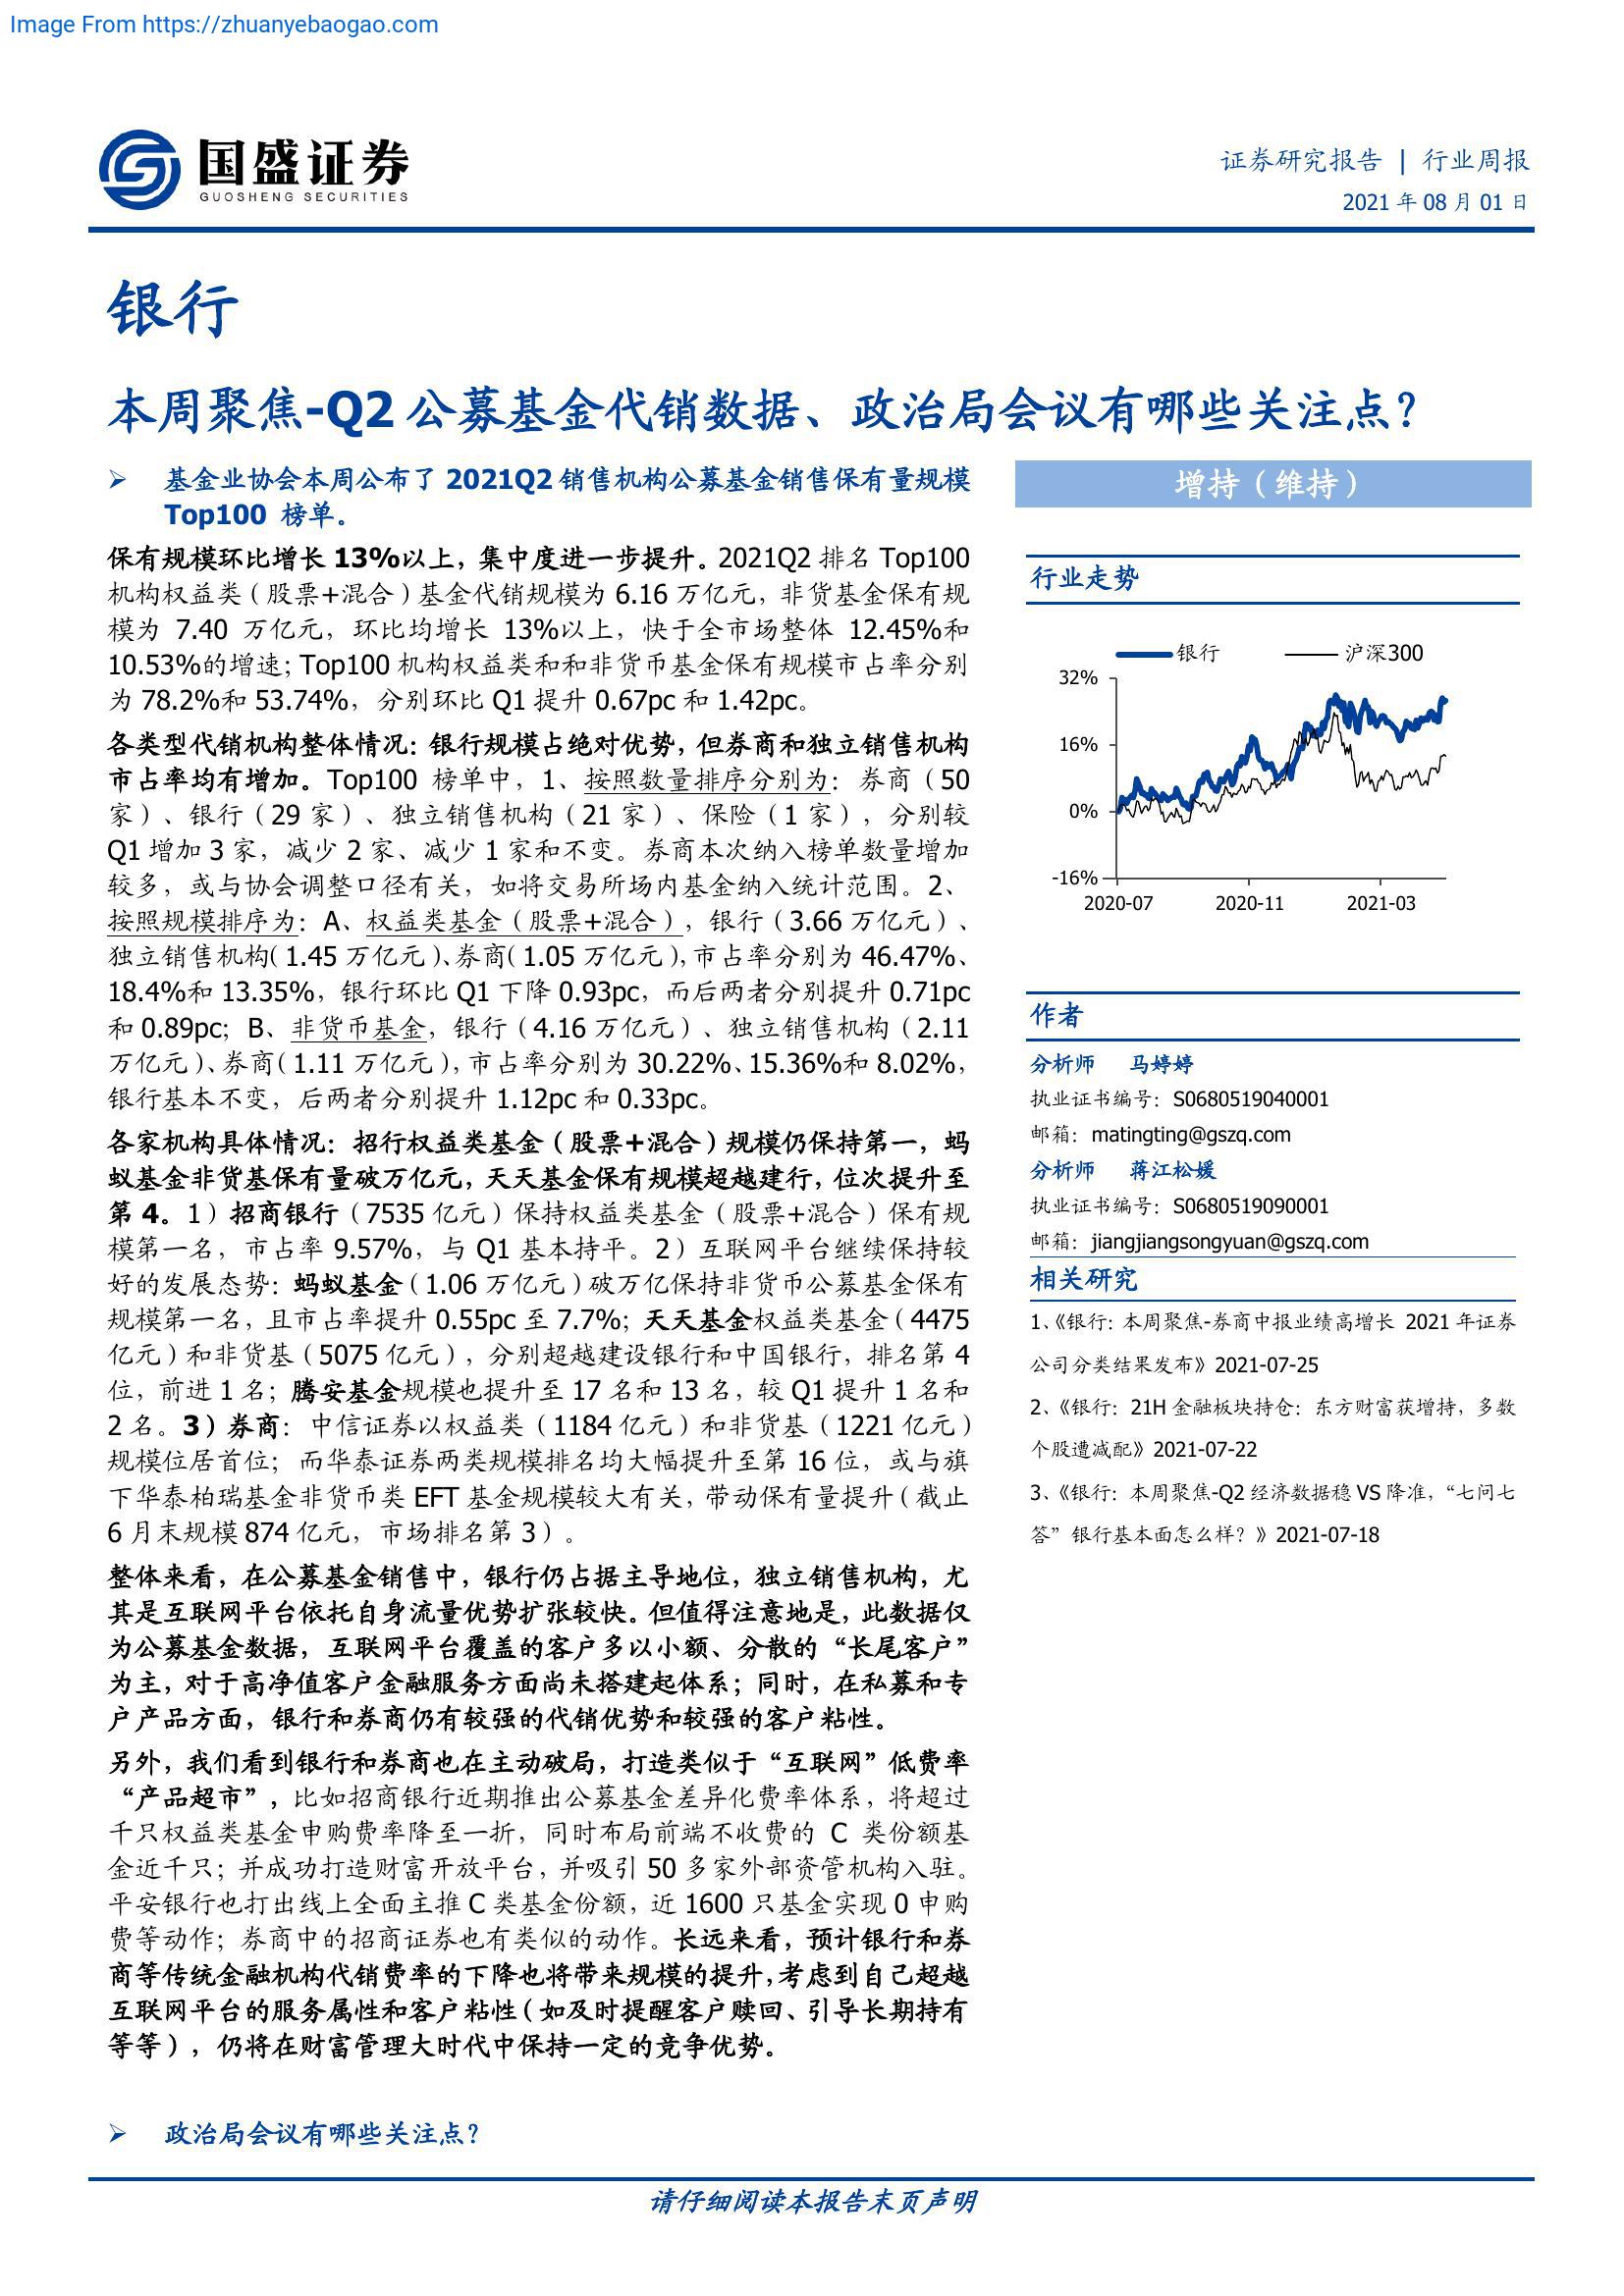 Image From https://zhuanyebaogao.com
国盛证券
GUOSHENG SECURITIES
证券研究报告 | 行业周报
2021 年 08 月 01 日
银行
本周聚焦-Q2 公募基金代销数据、政治局会议有哪些关注点？
基金业协会本周公布了 2021Q2 销售机构公募基金销售保有量规模
Top100 榜单。
保有规模环比增长 13%以上，集中度进一步提升。2021Q2 排名 Top100
机构权益类（股票+混合）基金代销规模为 6.16 万亿元，非货基金保有规
模为 7.40 万亿元，环比均增长 13%以上，快于全市场整体 12.45%和
10.53%的增速；Top100 机构权益类和和非货币基金保有规模市占率分别
为 78.2%和 53.74%，分别环比 Q1 提升 0.67pc 和 1.42pc。
各类型代销机构整体情况：银行规模占绝对优势，但券商和独立销售机构
市占率均有增加。Top100 榜单中，1、按照数量排序分别为：券商（50
家）、银行（29 家）、独立销售机构（21 家）、保险（1 家），分别较
Q1 增加 3 家，减少 2 家、减少 1 家和不变。券商本次纳入榜单数量增加
较多，或与协会调整口径有关，如将交易所场内基金纳入统计范围。2、
按照规模排序为：A、权益类基金（股票+混合），银行（3.66 万亿元）、
独立销售机构（1.45 万亿元）、券商（1.05 万亿元），市占率分别为 46.47%、
18.4%和 13.35%，银行环比 Q1 下降 0.93pc，而后两者分别提升 0.71pc
和 0.89pc；B、非货币基金，银行（4.16 万亿元）、独立销售机构（2.11
万亿元）、券商（1.11 万亿元），市占率分别为 30.22%、15.36%和 8.02%，
银行基本不变，后两者分别提升 1.12pc 和 0.33pc。
各家机构具体情况：招行权益类基金（股票+混合）规模仍保持第一，蚂
蚁基金非货基保有量破万亿元，天天基金保有规模超越建行，位次提升至
第 4。1）招商银行（7535 亿元）保持权益类基金（股票+混合）保有规
模第一名，市占率 9.57%，与 Q1 基本持平。2）互联网平台继续保持较
好的发展态势：蚂蚁基金（1.06 万亿元）破万亿保持非货币公募基金保有
规模第一名，且市占率提升 0.55pc 至 7.7%；天天基金权益类基金（4475
亿元）和非货基（5075 亿元），分别超越建设银行和中国银行，排名第 4
位，前进 1 名；腾安基金规模也提升至 17 名和 13 名，较 Q1 提升 1 名和
2 名。3）券商：中信证券以权益类（1184 亿元）和非货基（1221 亿元）
规模位居首位；而华泰证券两类规模排名均大幅提升至第 16 位，或与旗
下华泰柏瑞基金非货币类 EFT 基金规模较大有关，带动保有量提升（截止
6 月末规模 874 亿元，市场排名第 3）。
整体来看，在公募基金销售中，银行仍占据主导地位，独立销售机构，尤
其是互联网平台依托自身流量优势扩张较快。但值得注意地是，此数据仅
为公募基金数据，互联网平台覆盖的客户多以小额、分散的“长尾客户”
为主，对于高净值客户金融服务方面尚未搭建起体系；同时，在私募和专
户产品方面，银行和券商仍有较强的代销优势和较强的客户粘性。
另外，我们看到银行和券商也在主动破局，打造类似于“互联网”低费率
“产品超市”，比如招商银行近期推出公募基金差异化费率体系，将超过
千只权益类基金申购费率降至一折，同时布局前端不收费的 C 类份额基
金近千只；并成功打造财富开放平台，并吸引 50 多家外部资管机构入驻。
平安银行也打出线上全面主推 C 类基金份额，近 1600 只基金实现 0 申购
费等动作；券商中的招商证券也有类似的动作。长远来看，预计银行和券
商等传统金融机构代销费率的下降也将带来规模的提升，考虑到自己超越
互联网平台的服务属性和客户粘性（如及时提醒客户赎回、引导长期持有
等等），仍将在财富管理大时代中保持一定的竞争优势。
政治局会议有哪些关注点？
增持（维持）
行业走势
银行 沪深300
32%
16%
0%
-16%
2020-07 2020-11 2021-03
作者
分析师 马婷婷
执业证书编号：S0680519040001
邮箱：matingting@gszq.com
分析师 蒋江松媛
执业证书编号：S0680519090001
邮箱：jiangjiangsongyuan@gszq.com
相关研究
1、《银行：本周聚焦-券商中报业绩高增长 2021 年证券
公司分类结果发布》2021-07-25
2、《银行：21H 金融板块持仓：东方财富获增持，多数
个股遭减配》2021-07-22
3、《银行：本周聚焦-Q2 经济数据稳 VS 降准，“七问七
答”银行基本面怎么样？》2021-07-18
请仔细阅读本报告末页声明